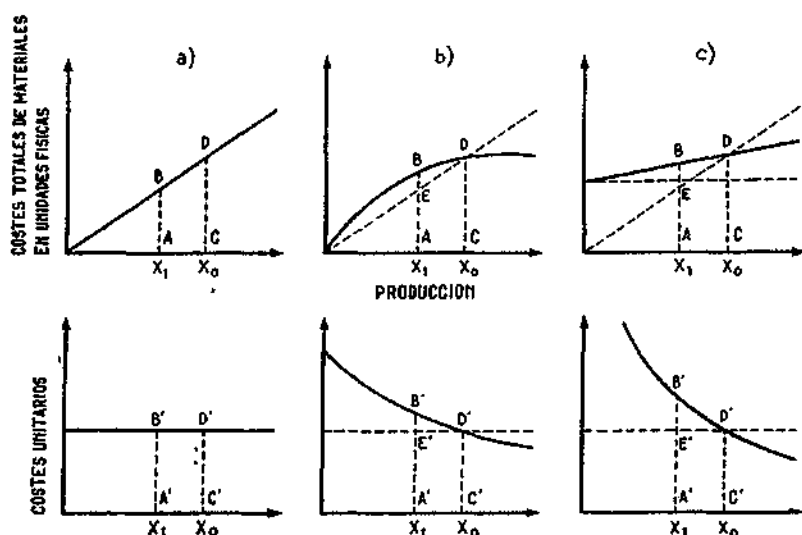 a) b) c)
COSTES TOTALES DE MATERIALES
EN UNIDADES FISICAS
B D
A C
X₁ X₀
B D
E
A C
X₁ X₀
B D
E
A C
X₁ X₀
PRODUCCION
COSTES UNITARIOS
B' D'
A' C'
X₁ X₀
B' D'
E'
A' C'
X₁ X₀
B' D'
E'
A' C'
X₁ X₀